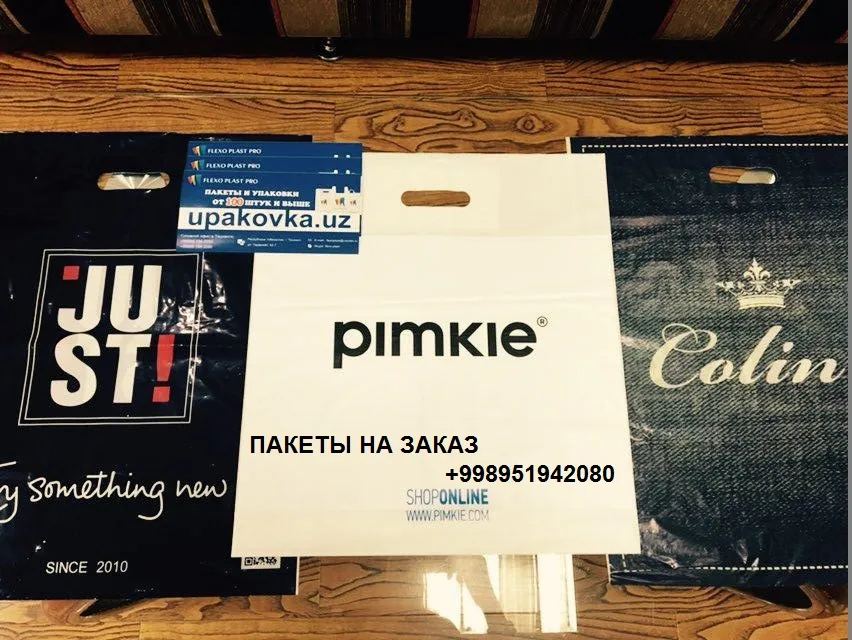 FLEXO PLAST PRO
FLEXO PLAST PRO
FLEXO PLAST PRO
ПАКЕТЫ И УПАКОВКИ
ОТ 100 ШТУК И ВЫШЕ
upakovka.uz
JU
ST!
Try something new
SINCE 2010
pimkie®
ПАКЕТЫ НА ЗАКАЗ
+998951942080
SHOPONLINE
WWW.PIMKIE.COM
Colin